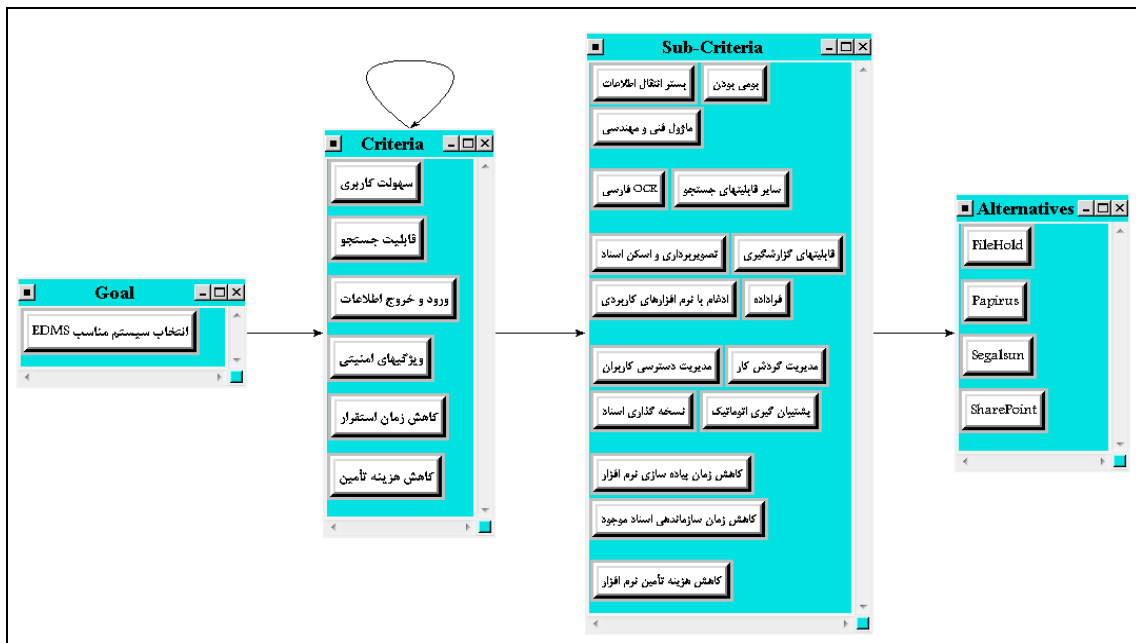 Goal
انتخاب سیستم مناسب EDMS
Criteria
سهولت کاربری
قابلیت جستجو
ورود و خروج اطلاعات
ویژگیهای امنیتی
کاهش زمان استقرار
کاهش هزینه تأمین
Sub-Criteria
بستر انتقال اطلاعات
بومی بودن
ماژول فنی و مهندسی
OCR فارسی
سایر قابلیتهای جستجو
تصویربرداری و اسکن اسناد
قابلیتهای گزارشگیری
ادغام با نرم افزارهای کاربردی
فراداده
مدیریت دسترسی کاربران
مدیریت گردش کار
نسخه گذاری اسناد
پشتیبان گیری اتوماتیک
کاهش زمان پیاده سازی نرم افزار
کاهش زمان سازماندهی اسناد موجود
کاهش هزینه تأمین نرم افزار
Alternatives
FileHold
Papirus
Segalsun
SharePoint